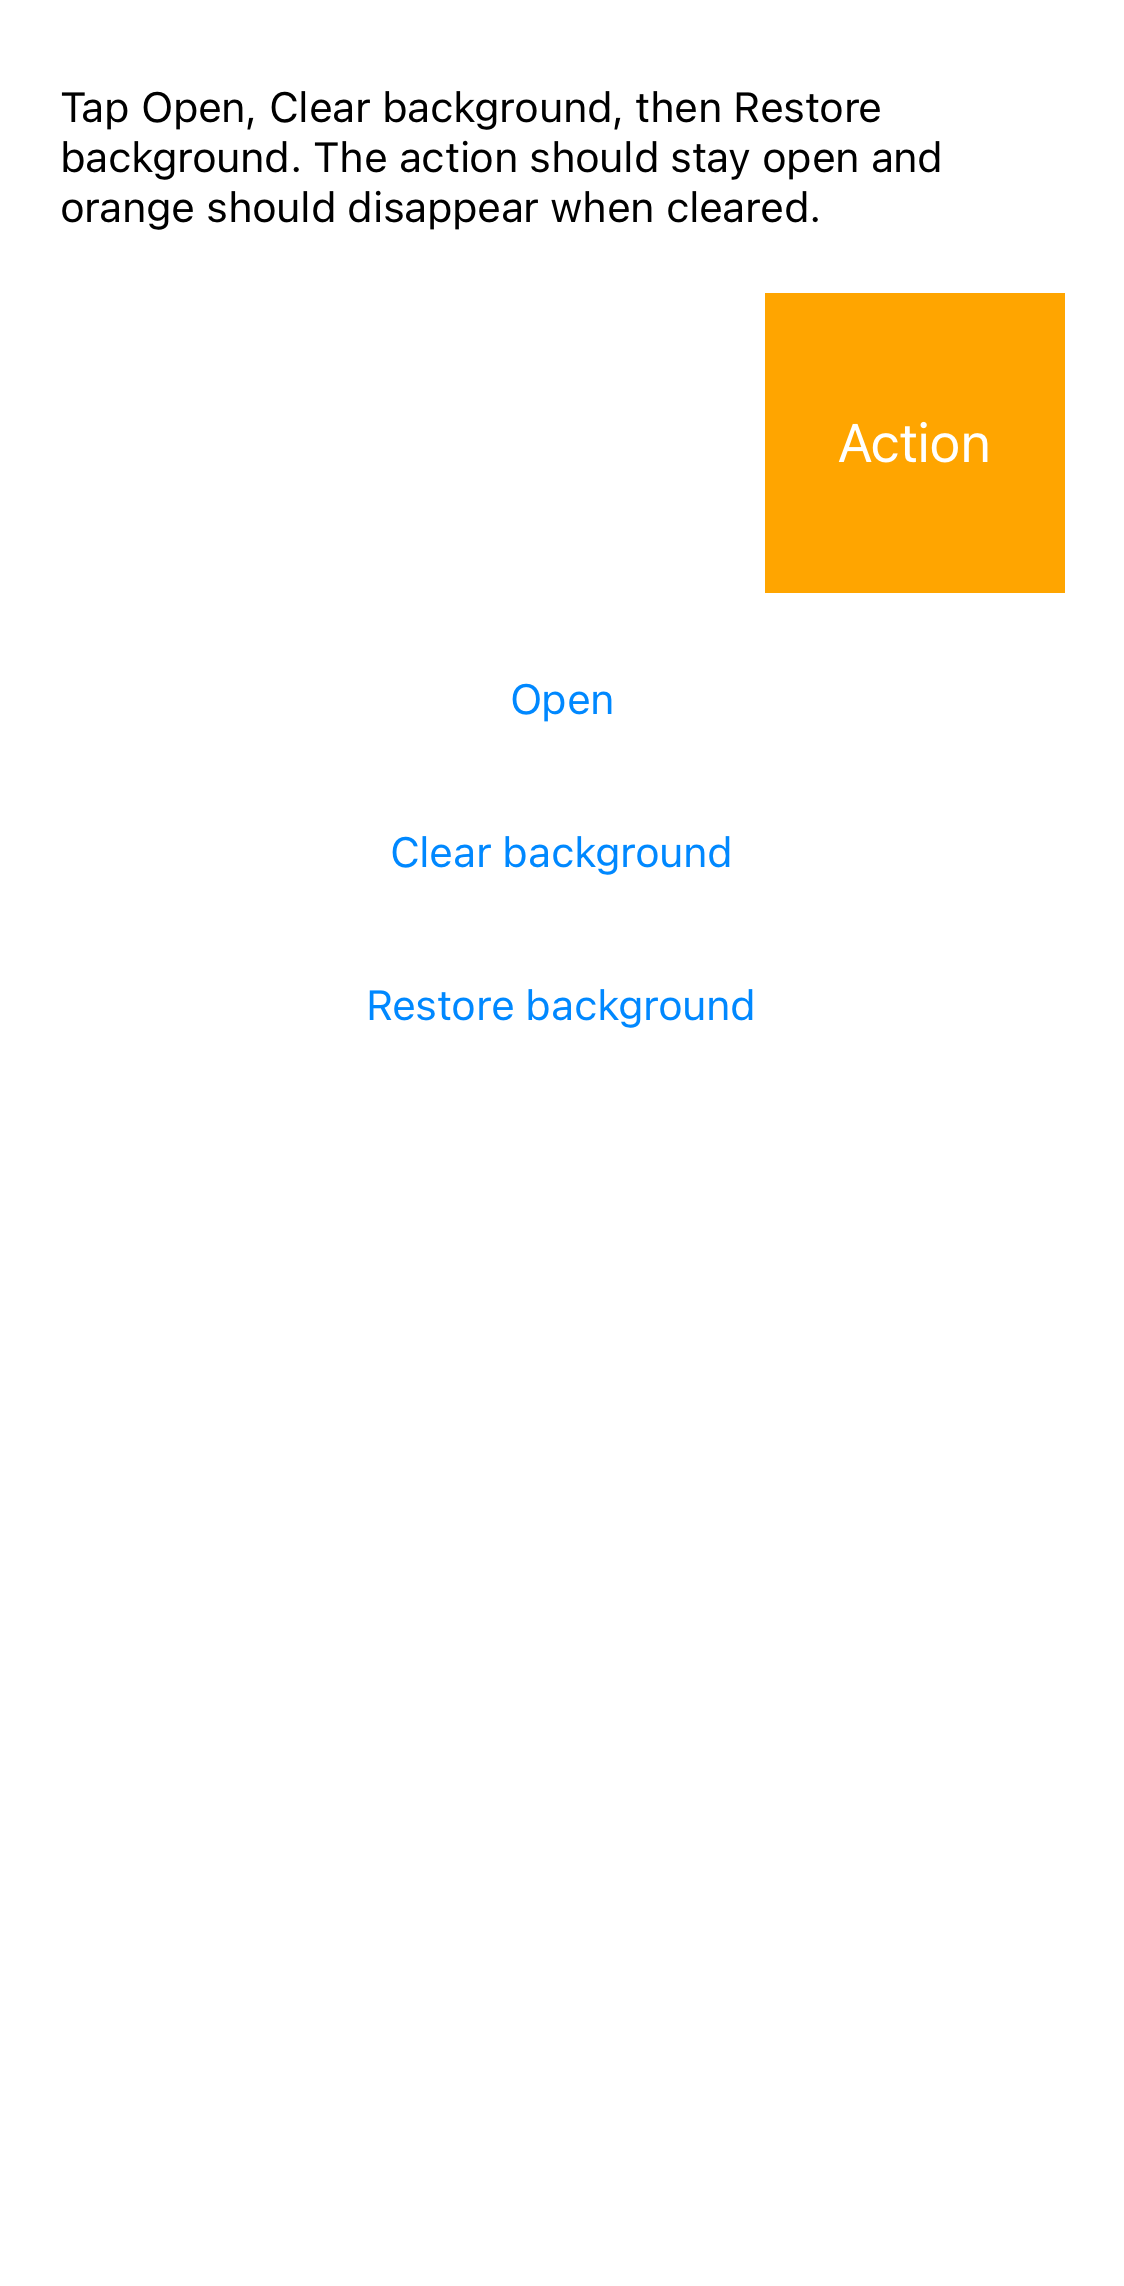 Tap Open, Clear background, then Restore
background. The action should stay open and
orange should disappear when cleared.
Action
Open
Clear background
Restore background